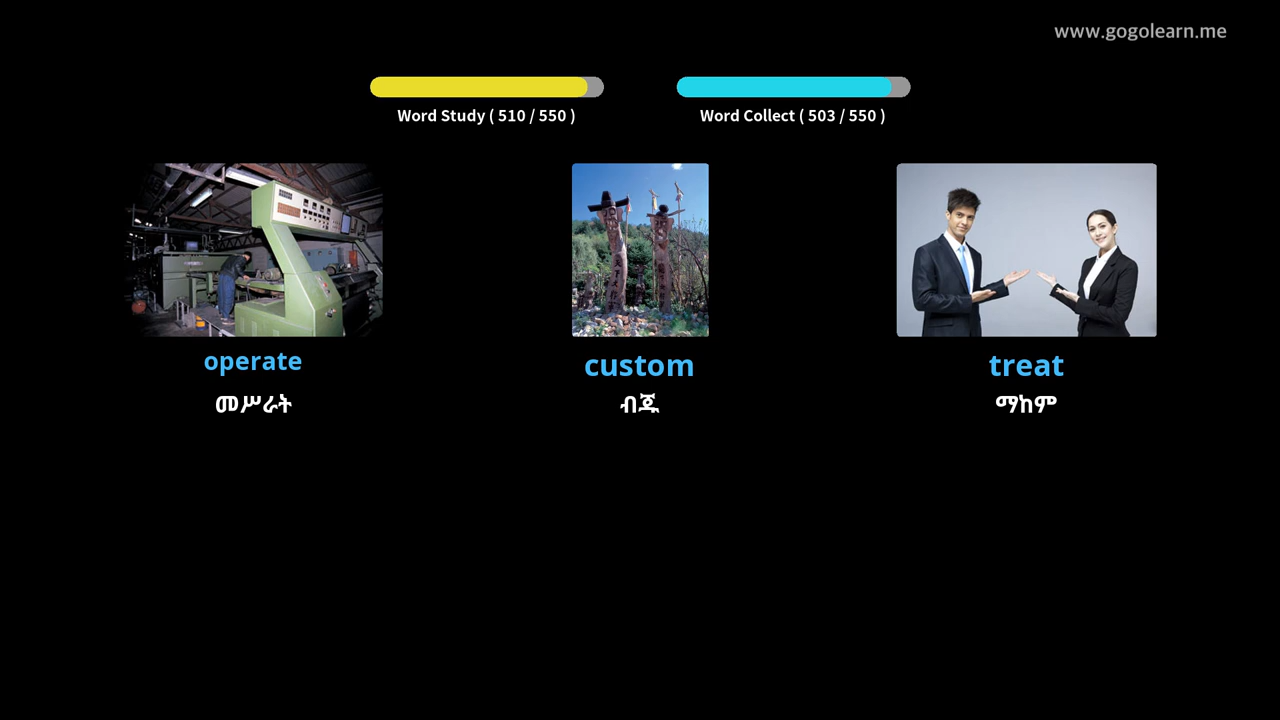 www.gogolearn.me
Word Study ( 510 / 550 )
Word Collect ( 503 / 550 )
operate
custom
treat
መሥራት
ብጁ
ማከም